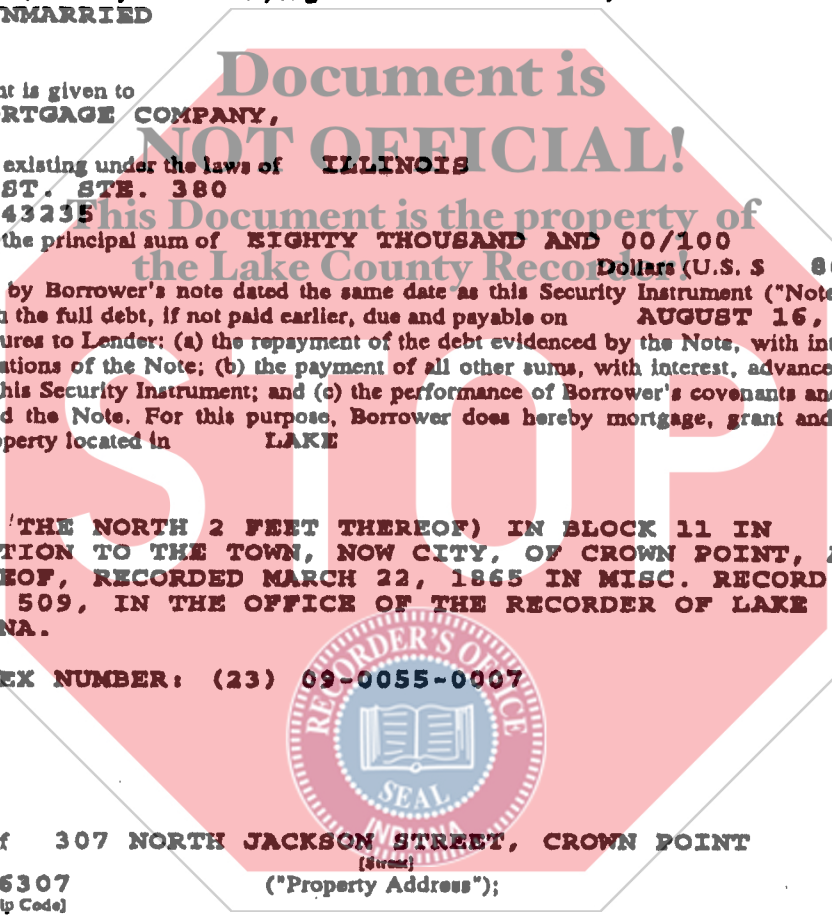 NMARRIED
nt is given to
RTGAGE COMPANY,
existing under the laws of ILLINOIS
ST. STE. 380
43235
the principal sum of EIGHTY THOUSAND AND 00/100
Dollars (U.S. $ 8
by Borrower's note dated the same date as this Security Instrument ("Note
n the full debt, if not paid earlier, due and payable on AUGUST 16,
ures to Lender: (a) the repayment of the debt evidenced by the Note, with int
ations of the Note; (b) the payment of all other sums, with interest, advance
his Security Instrument; and (c) the performance of Borrower's covenants and
d the Note. For this purpose, Borrower does hereby mortgage, grant and
operty located in LAKE
THE NORTH 2 FEET THEREOF) IN BLOCK 11 IN
TION TO THE TOWN, NOW CITY, OF CROWN POINT,
EOF, RECORDED MARCH 22, 1865 IN MISC. RECORD
509, IN THE OFFICE OF THE RECORDER OF LAKE
NA.
EX NUMBER: (23) 09-0055-0007
f 307 NORTH JACKSON STREET, CROWN POINT
[Street]
6307 ("Property Address");
ip Code]
Document is
NOT OFFICIAL!
This Document is the property of
the Lake County Recorder!
STOP
RECORDER'S OFFICE
SEAL
INDIANA